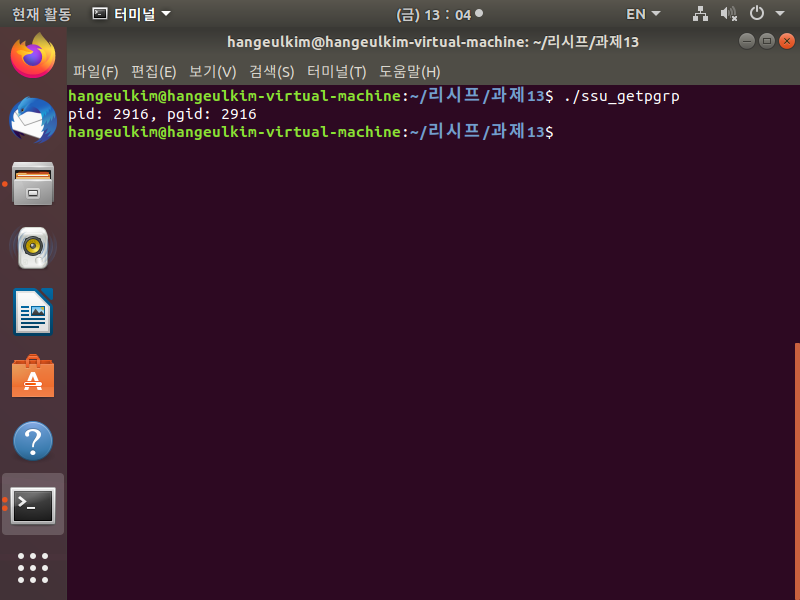 현재 활동 터미널 (금) 13 : 04 EN
hangeulkim@hangeulkim-virtual-machine: ~/리시프/과제13
파일(F) 편집(E) 보기(V) 검색(S) 터미널(T) 도움말(H)
hangeulkim@hangeulkim-virtual-machine:~/리시프/과제13$ ./ssu_getpgrp
pid: 2916, pgid: 2916
hangeulkim@hangeulkim-virtual-machine:~/리시프/과제13$